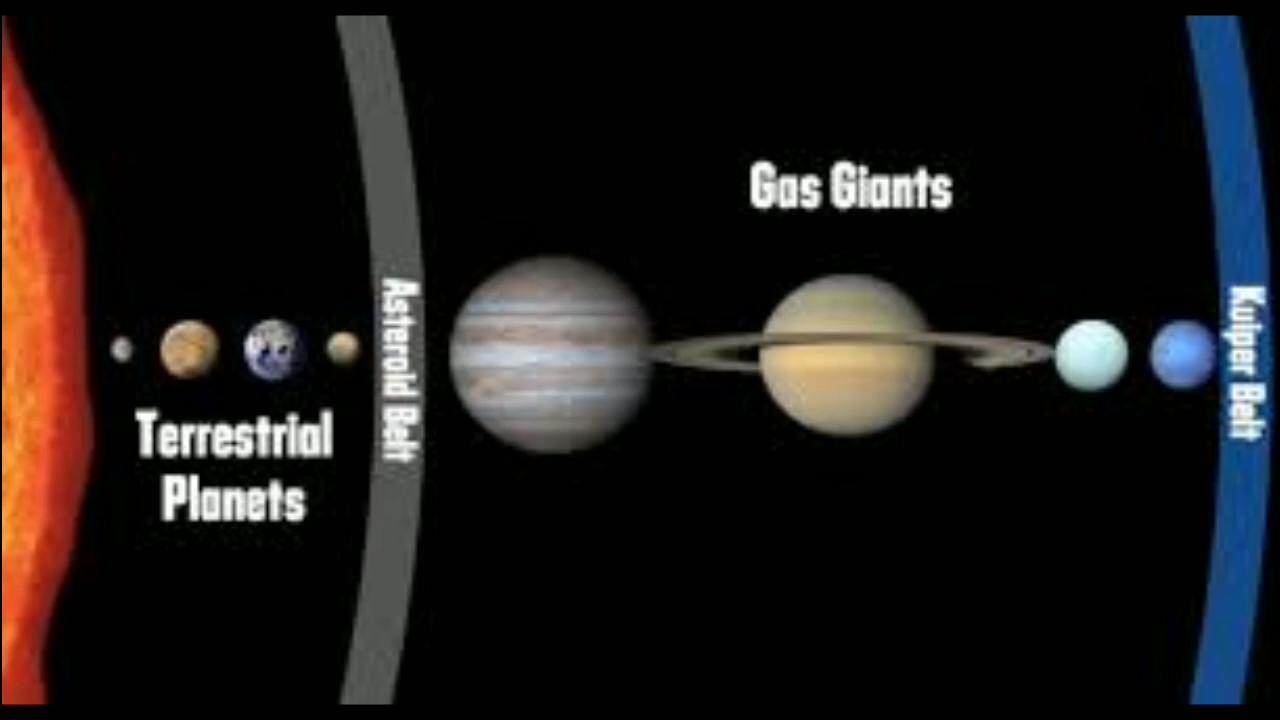 Terrestrial
Planets
Asteroid Belt
Gas Giants
Kuiper Belt